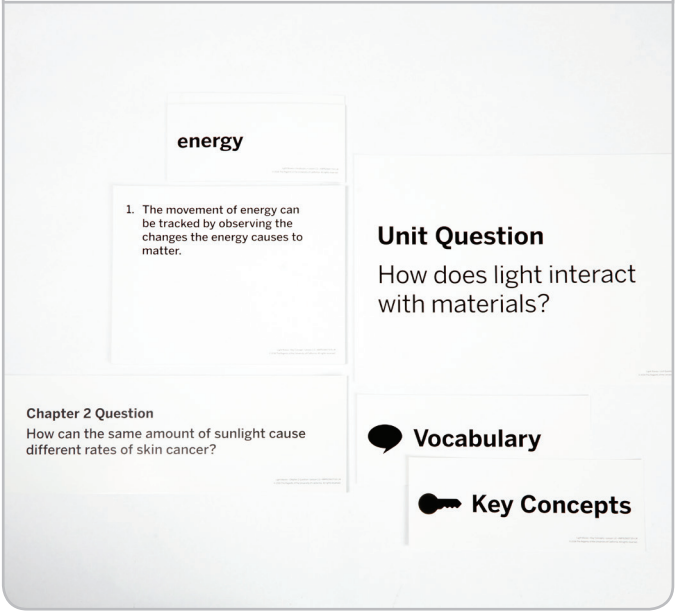 energy
1. The movement of energy can
be tracked by observing the
changes the energy causes to
matter.
Unit Question
How does light interact
with materials?
Chapter 2 Question
How can the same amount of sunlight cause
different rates of skin cancer?
Vocabulary
Key Concepts